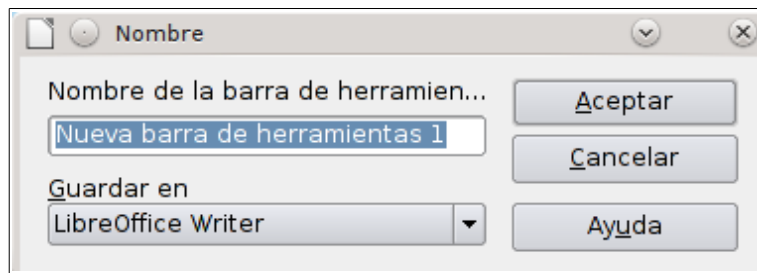 Nombre
Nombre de la barra de herramien...
Nueva barra de herramientas 1
Guardar en
LibreOffice Writer
Aceptar
Cancelar
Ayuda